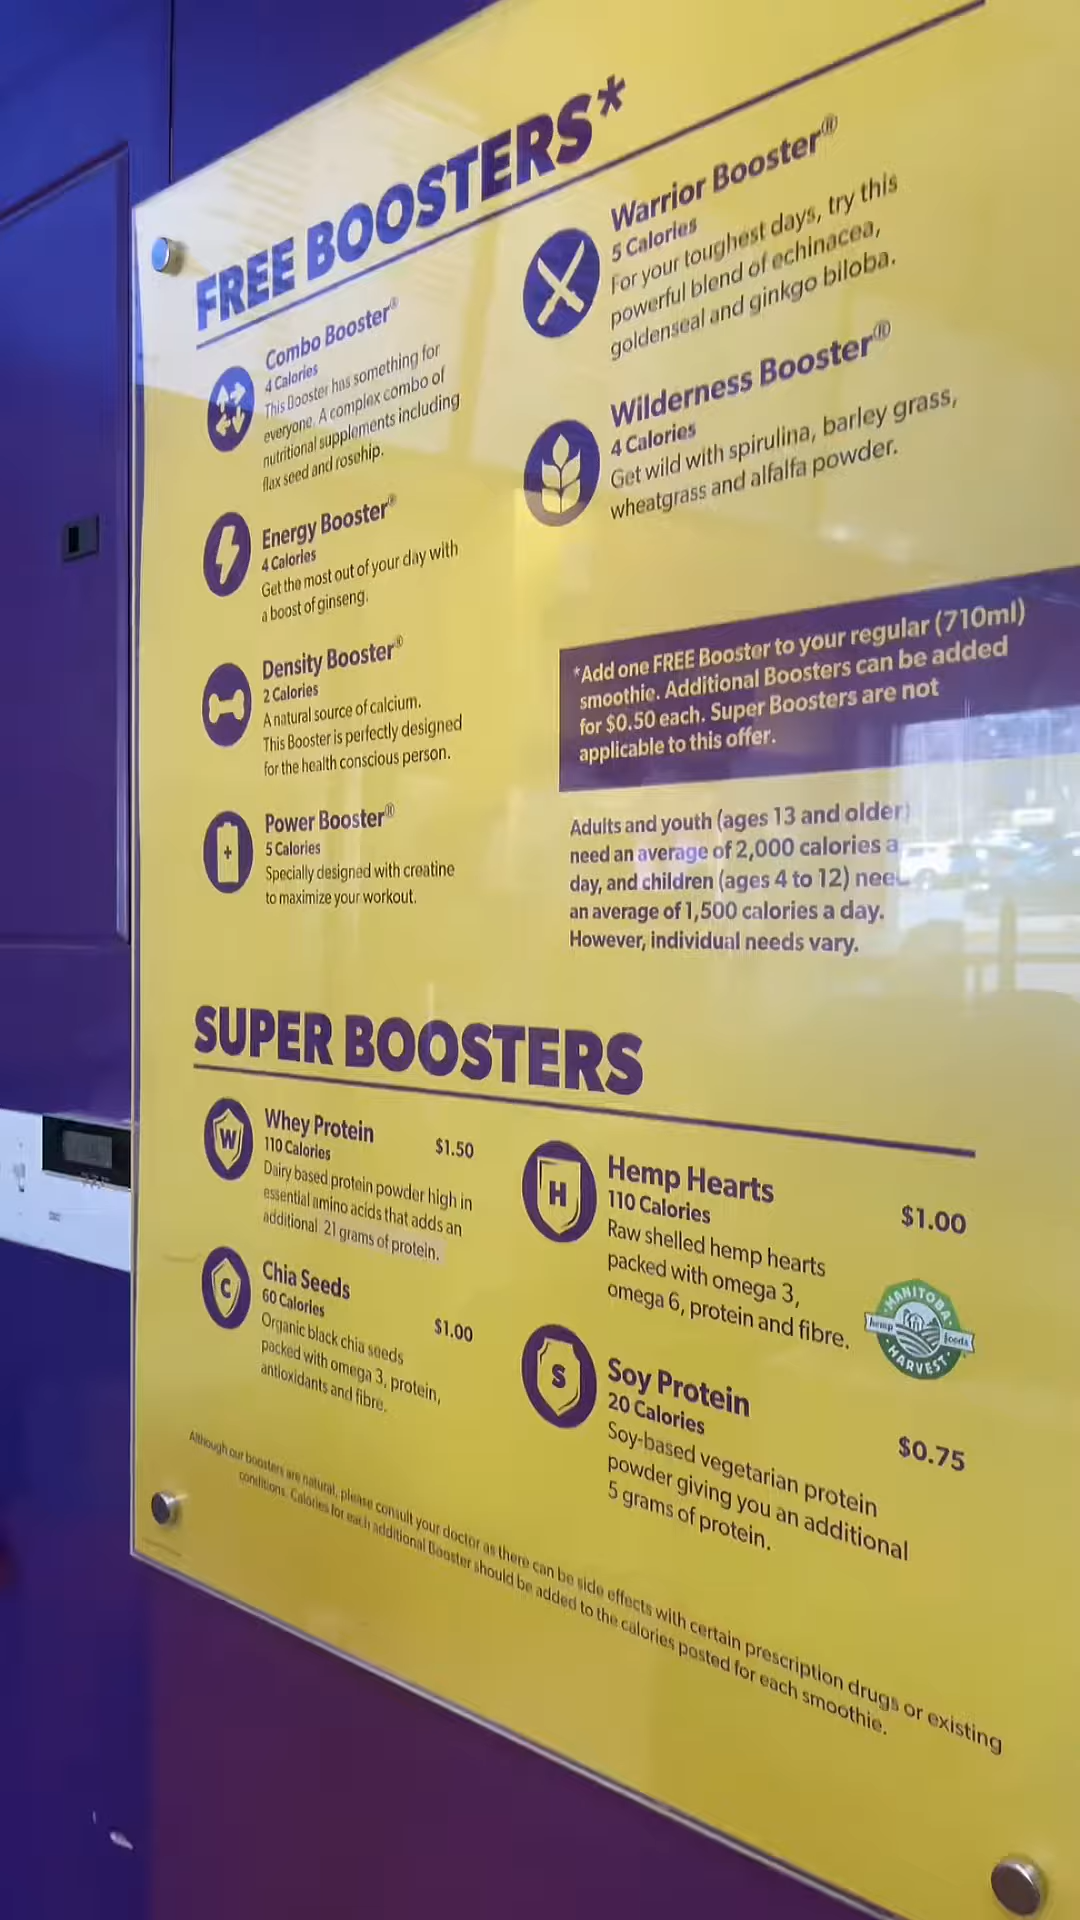 FREE BOOSTERS*
Combo Booster®
4 Calories
This Booster has something for
everyone. A complex combo of
nutritional supplements including
flax seed and rosehip.
Energy Booster®
4 Calories
Get the most out of your day with
a boost of ginseng.
Density Booster®
2 Calories
A natural source of calcium.
This Booster is perfectly designed
for the health conscious person.
Power Booster®
5 Calories
Specially designed with creatine
to maximize your workout.
Warrior Booster®
5 Calories
For your toughest days, try this
powerful blend of echinacea,
goldenseal and ginkgo biloba.
Wilderness Booster®
4 Calories
Get wild with spirulina, barley grass,
wheatgrass and alfalfa powder.
*Add one FREE Booster to your regular (710ml)
smoothie. Additional Boosters can be added
for $0.50 each. Super Boosters are not
applicable to this offer.
Adults and youth (ages 13 and older)
need an average of 2,000 calories a
day, and children (ages 4 to 12) need
an average of 1,500 calories a day.
However, individual needs vary.
SUPER BOOSTERS
W
Whey Protein $1.50
110 Calories
Dairy based protein powder high in
essential amino acids that adds an
additional 21 grams of protein.
C
Chia Seeds
60 Calories $1.00
Organic black chia seeds
packed with omega 3, protein,
antioxidants and fibre.
H
Hemp Hearts $1.00
110 Calories
Raw shelled hemp hearts
packed with omega 3,
omega 6, protein and fibre.
MANITOBA
hemp foods
HARVEST
S
Soy Protein
20 Calories $0.75
Soy-based vegetarian protein
powder giving you an additional
5 grams of protein.
Although our boosters are natural, please consult your doctor as there can be side effects with certain prescription drugs or existing
conditions. Calories for each additional Booster should be added to the calories posted for each smoothie.